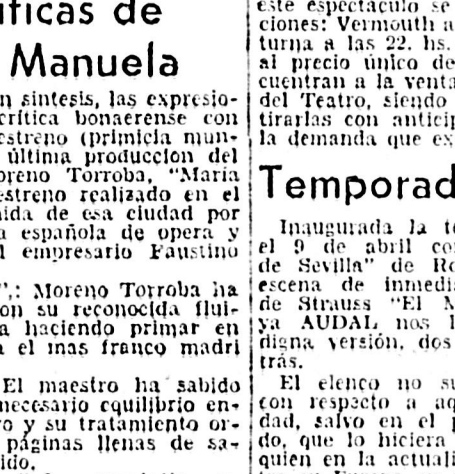 íficas de
Manuela
n síntesis, las expresio-
crítica bonaerense con
estreno (primicia mun-
última producción del
oreno Torroba, "María
estreno realizado en el
ida de esa ciudad por
a española de opera y
l empresario Faustino
",: Moreno Torroba ha
on su reconocida flui-
a haciendo primar en
a el mas franco madri
El maestro ha sabido
necesario equilibrio en-
o y su tratamiento or-
páginas llenas de sa-
ido.
este espectáculo se
ciones: Vermouth a
turna a las 22. hs.
al precio único de
cuentran a la venta
del Teatro, siendo
tirarlas con anticip
la demanda que ex
Temporad
Inaugurada la te
el 9 de abril co
de Sevilla" de Ro
escena de inmedi
de Strauss "El M
ya AUDAL nos l
digna versión, dos
trás.
El elenco no su
con respecto a aq
dad, salvo en el p
do, que lo hiciera
quien en la actuali